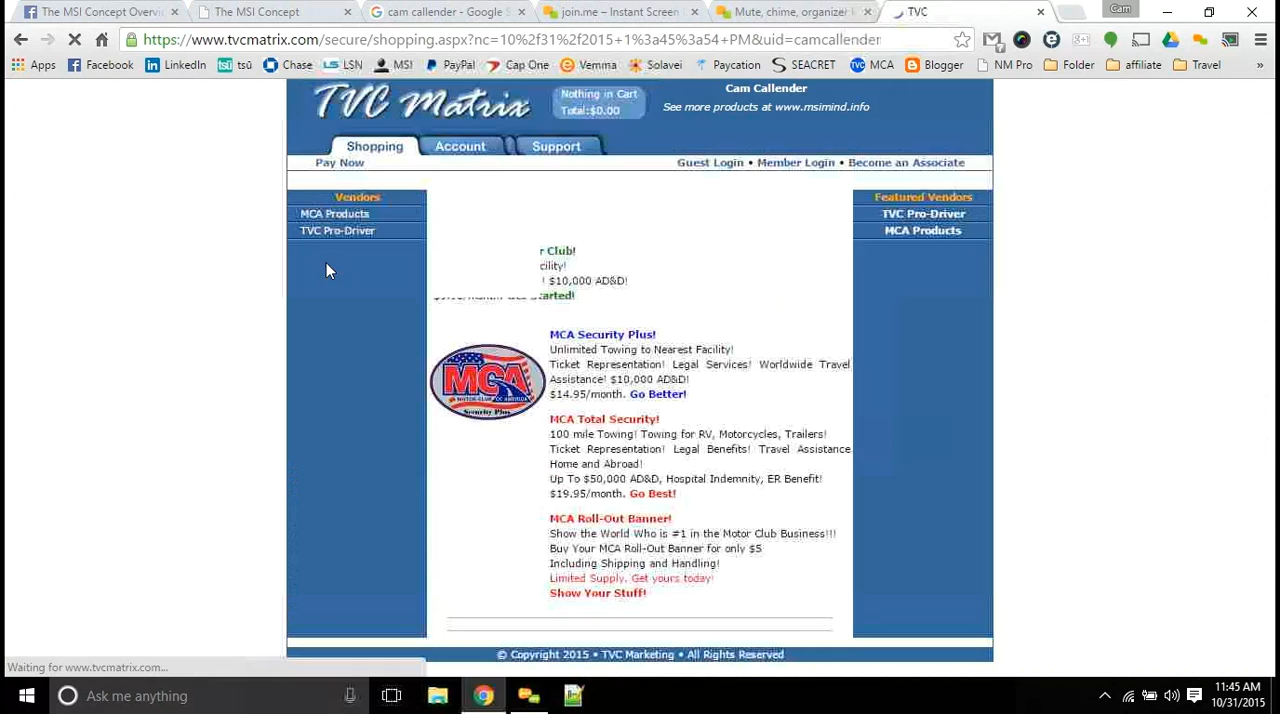 The MSI Concept Overvi
The MSI Concept
cam callender - Google S
join.me – Instant Screen
Mute, chime, organizer
TVC
Cam
https://www.tvcmatrix.com/secure/shopping.aspx?nc=10%2f31%2f2015+1%3a45%3a54+PM&uid=camcallender
Apps
Facebook
LinkedIn
tsū
Chase
LSN
MSI
PayPal
Cap One
Vemma
Solavei
Paycation
SEACRET
MCA
Blogger
NM Pro
Folder
affiliate
Travel
»
TVC Matrix
Nothing in Cart
Total:$0.00
Cam Callender
See more products at www.msimind.info
Shopping
Account
Support
Pay Now
Guest Login • Member Login • Become an Associate
Vendors
MCA Products
TVC Pro-Driver
Featured Vendors
TVC Pro-Driver
MCA Products
r Club!
cility!
! $10,000 AD&D!
arted!
MCA Security Plus!
Unlimited Towing to Nearest Facility!
Ticket Representation! Legal Services! Worldwide Travel
Assistance! $10,000 AD&D!
$14.95/month. Go Better!
MCA
MOTOR CLUB OF AMERICA
Security Plus
MCA Total Security!
100 mile Towing! Towing for RV, Motorcycles, Trailers!
Ticket Representation! Legal Benefits! Travel Assistance
Home and Abroad!
Up To $50,000 AD&D, Hospital Indemnity, ER Benefit!
$19.95/month. Go Best!
MCA Roll-Out Banner!
Show the World Who is #1 in the Motor Club Business!!!
Buy Your MCA Roll-Out Banner for only $5
Including Shipping and Handling!
Limited Supply. Get yours today!
Show Your Stuff!
© Copyright 2015 • TVC Marketing • All Rights Reserved
Waiting for www.tvcmatrix.com...
Ask me anything
11:45 AM
10/31/2015